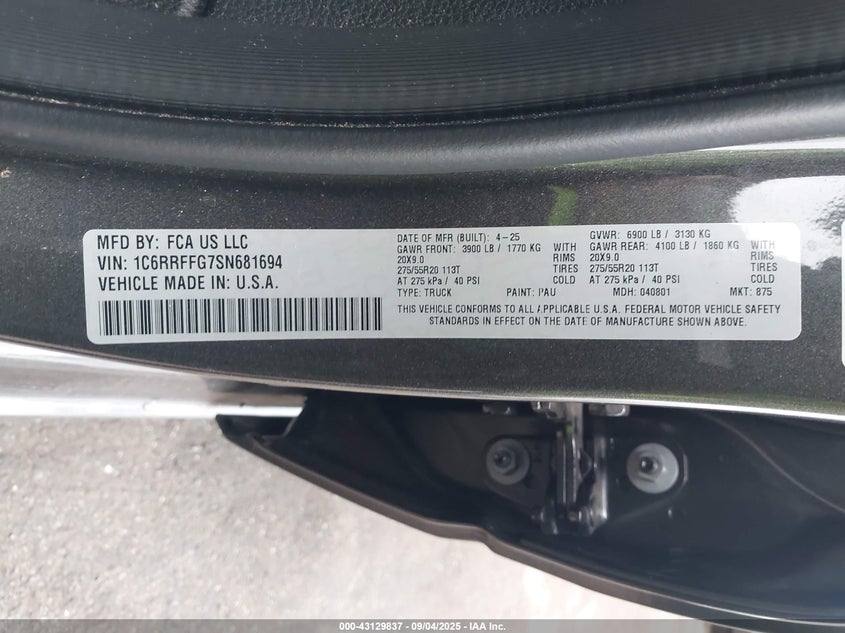 MFD BY: FCA US LLC
VIN: 1C6RRFFG7SN681694
VEHICLE MADE IN: U.S.A.
DATE OF MFR (BUILT): 4-25 GVWR: 6900 LB / 3130 KG
GAWR FRONT: 3900 LB / 1770 KG WITH GAWR REAR: 4100 LB / 1860 KG WITH
20X9.0 RIMS 20X9.0 RIMS
275/55R20 113T TIRES 275/55R20 113T TIRES
AT 275 kPa / 40 PSI COLD AT 275 kPa / 40 PSI COLD
TYPE: TRUCK PAINT: PAU MDH: 040801 MKT: 875
THIS VEHICLE CONFORMS TO ALL APPLICABLE U.S.A. FEDERAL MOTOR VEHICLE SAFETY
STANDARDS IN EFFECT ON THE DATE OF MANUFACTURE SHOWN ABOVE.
000-43129837 - 09/04/2025 - IAA Inc.